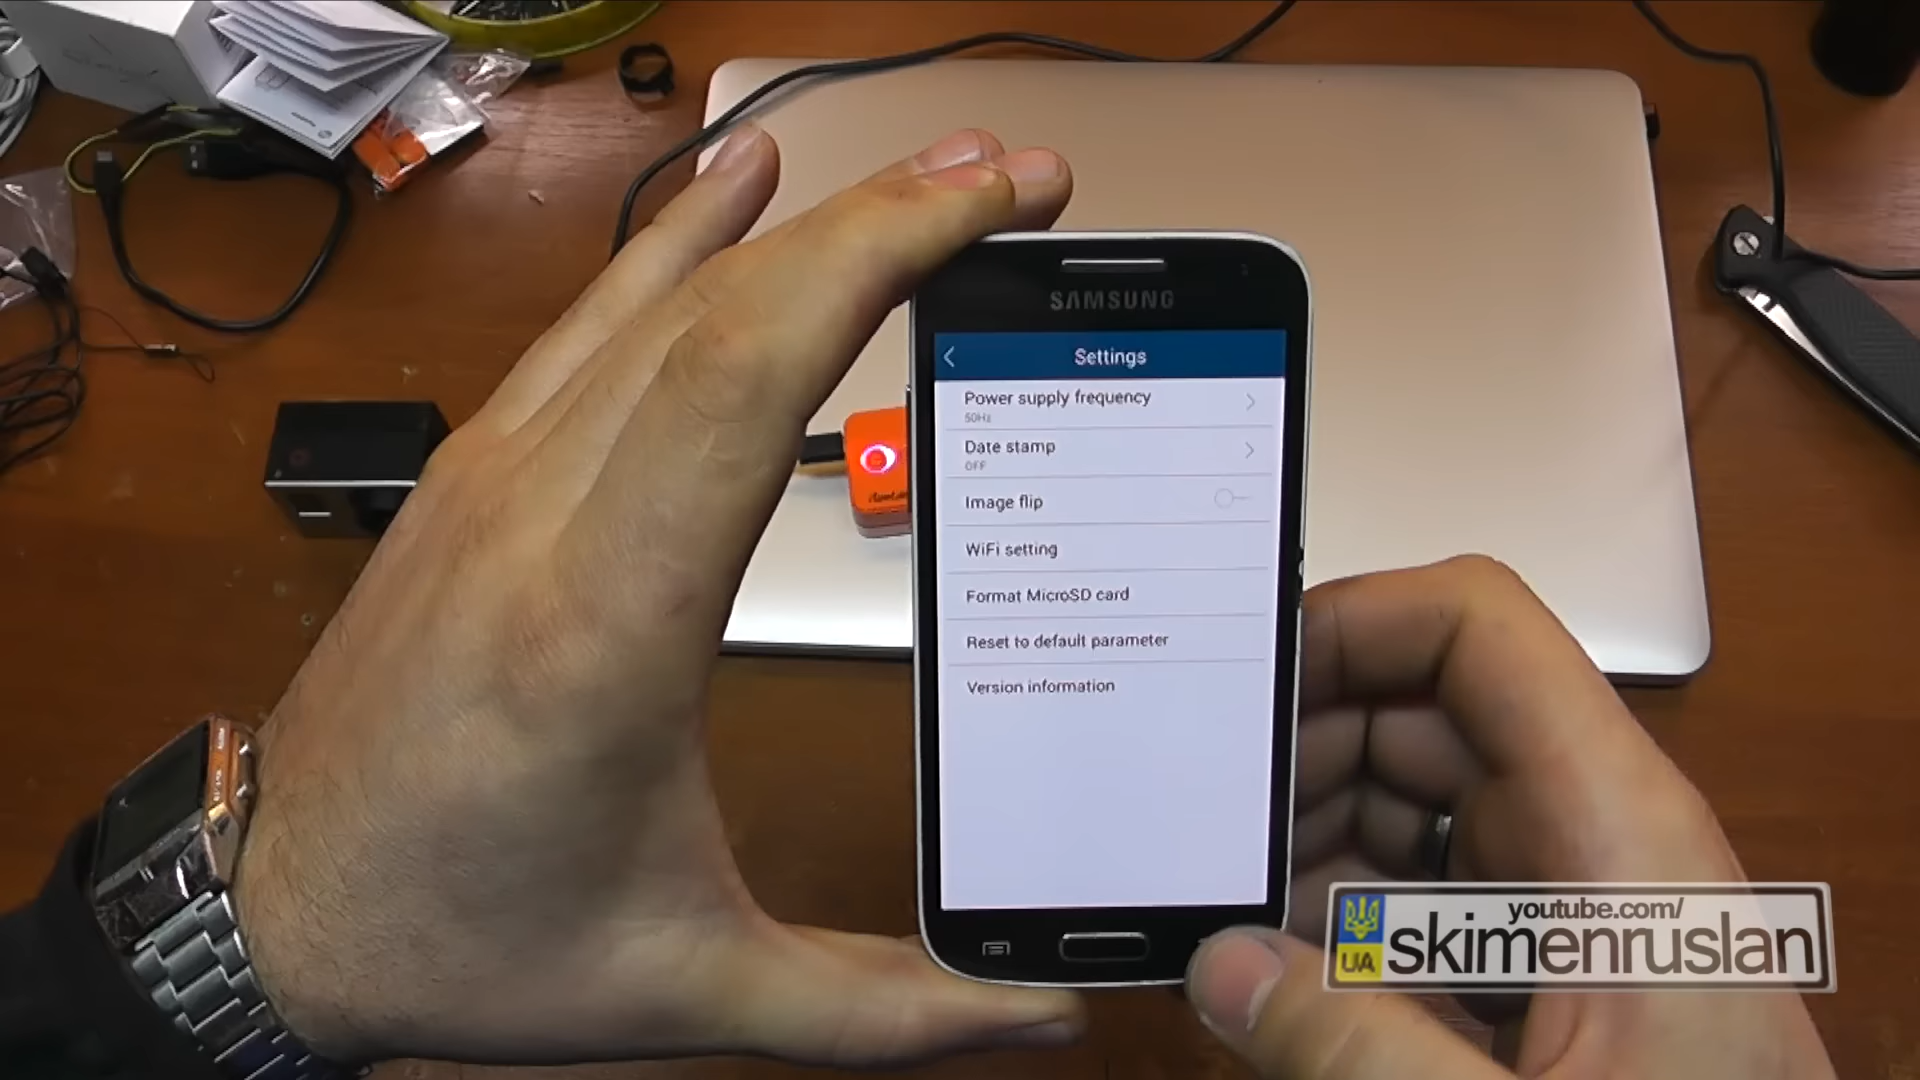 SAMSUNG
Settings
Power supply frequency
50Hz
Date stamp
OFF
Image flip
WiFi setting
Format MicroSD card
Reset to default parameter
Version information
youtube.com/
UA skimenruslan